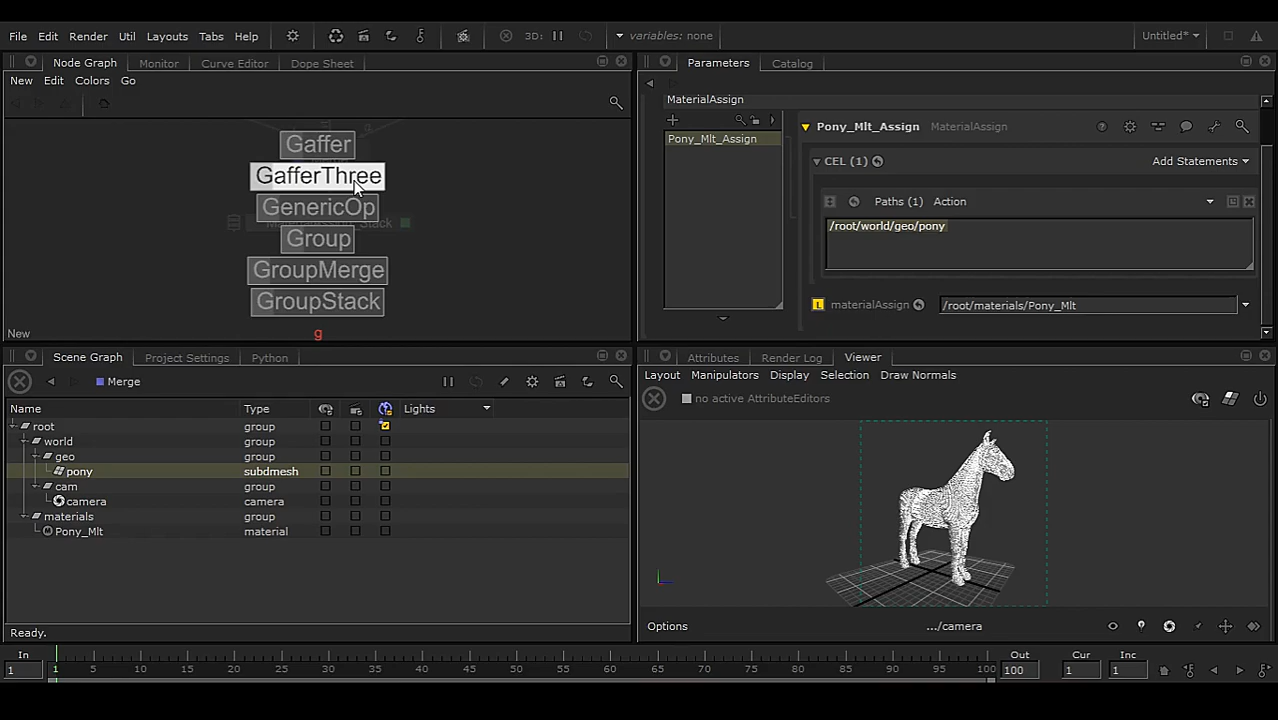 File Edit Render Util Layouts Tabs Help 3D: variables: none Untitled*
Node Graph Monitor Curve Editor Dope Sheet
New Edit Colors Go
Gaffer
GafferThree
GenericOp
Group
GroupMerge
GroupStack
g
New
Parameters Catalog
MaterialAssign
Pony_Mlt_Assign
Pony_Mlt_Assign MaterialAssign
CEL (1) Add Statements
Paths (1) Action
/root/world/geo/pony
materialAssign /root/materials/Pony_Mlt
Scene Graph Project Settings Python
Merge
Name Type Lights
root group
world group
geo group
pony subdmesh
cam group
camera camera
materials group
Pony_Mlt material
Ready.
Attributes Render Log Viewer
Layout Manipulators Display Selection Draw Normals
no active AttributeEditors
Options .../camera
In Out Cur Inc
1 1 5 10 15 20 25 30 35 40 45 50 55 60 65 70 75 80 85 90 95 100 100 1 1